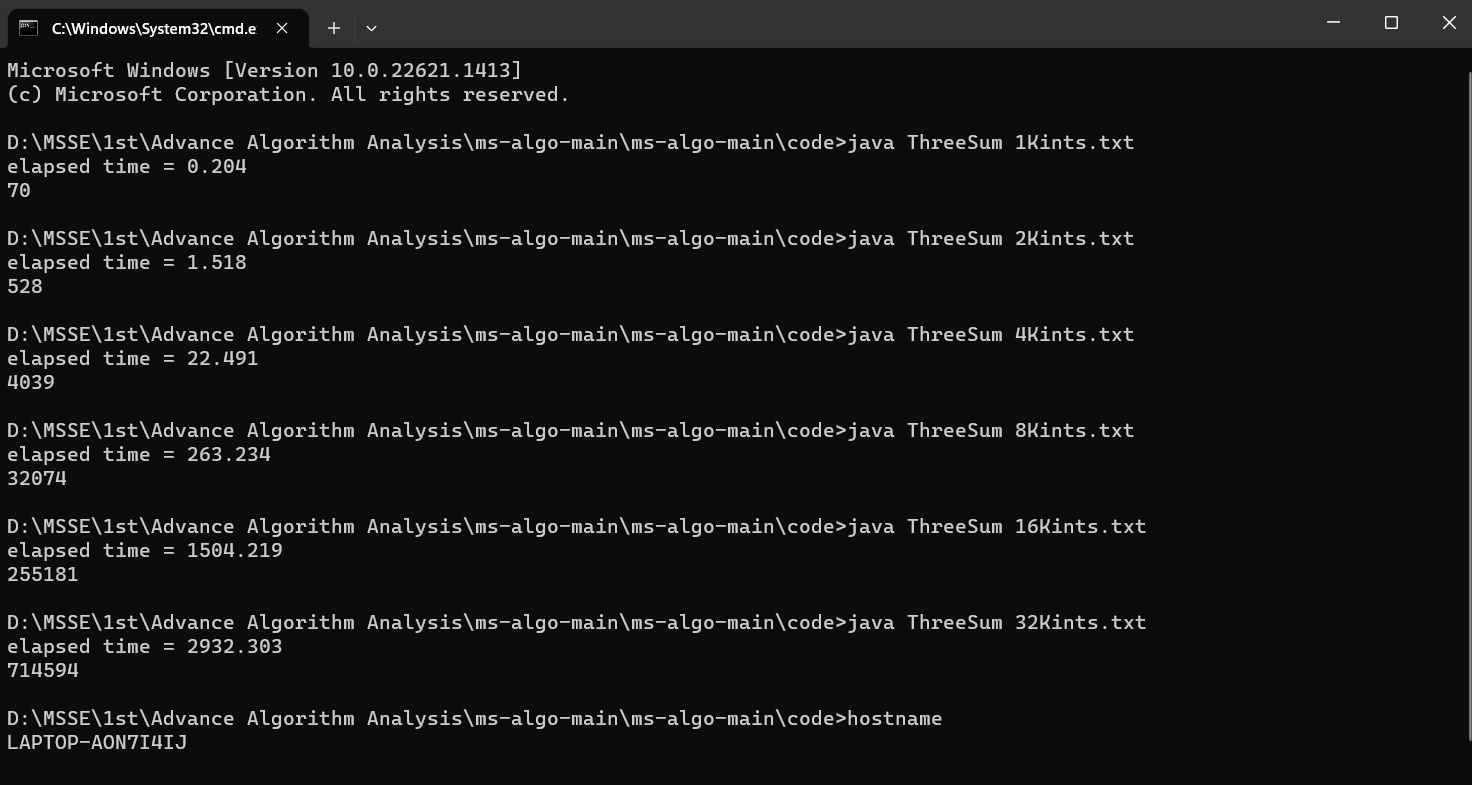 C:\Windows\System32\cmd.e
Microsoft Windows [Version 10.0.22621.1413]
(c) Microsoft Corporation. All rights reserved.
D:\MSSE\1st\Advance Algorithm Analysis\ms-algo-main\ms-algo-main\code>java ThreeSum 1Kints.txt
elapsed time = 0.204
70
D:\MSSE\1st\Advance Algorithm Analysis\ms-algo-main\ms-algo-main\code>java ThreeSum 2Kints.txt
elapsed time = 1.518
528
D:\MSSE\1st\Advance Algorithm Analysis\ms-algo-main\ms-algo-main\code>java ThreeSum 4Kints.txt
elapsed time = 22.491
4039
D:\MSSE\1st\Advance Algorithm Analysis\ms-algo-main\ms-algo-main\code>java ThreeSum 8Kints.txt
elapsed time = 263.234
32074
D:\MSSE\1st\Advance Algorithm Analysis\ms-algo-main\ms-algo-main\code>java ThreeSum 16Kints.txt
elapsed time = 1504.219
255181
D:\MSSE\1st\Advance Algorithm Analysis\ms-algo-main\ms-algo-main\code>java ThreeSum 32Kints.txt
elapsed time = 2932.303
714594
D:\MSSE\1st\Advance Algorithm Analysis\ms-algo-main\ms-algo-main\code>hostname
LAPTOP-AON7I4IJ